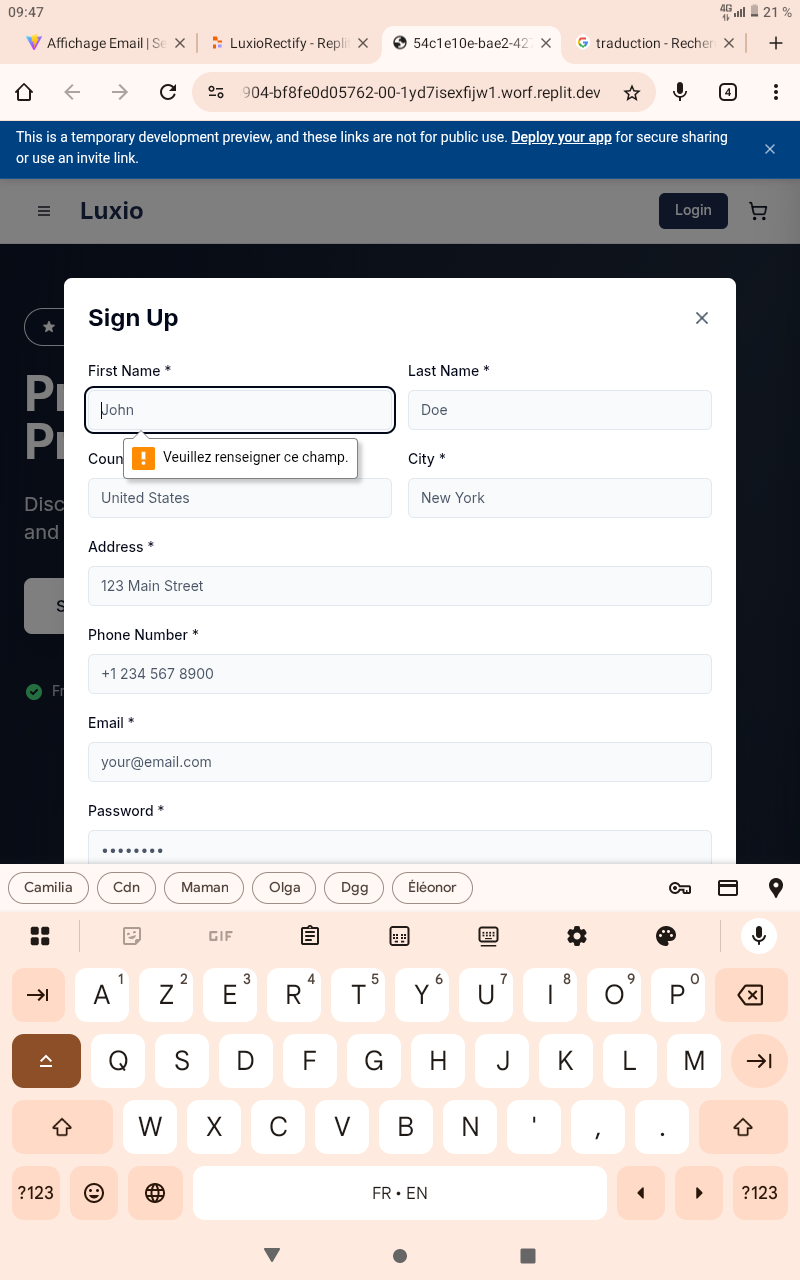 09:47
4G
21 %
Affichage Email | Se
LuxioRectify - Repli
54c1e10e-bae2-427
traduction - Recher
904-bf8fe0d05762-00-1yd7isexfijw1.worf.replit.dev
4
This is a temporary development preview, and these links are not for public use. Deploy your app for secure sharing
or use an invite link.
Luxio
Login
Sign Up
First Name *
Last Name *
John
Doe
Veuillez renseigner ce champ.
Coun
City *
United States
New York
Address *
123 Main Street
Phone Number *
+1 234 567 8900
Email *
your@email.com
Password *
••••••••
Pr
Pr
Disc
and
S
Fr
Camilia
Cdn
Maman
Olga
Dgg
Éléonor
GIF
A 1 Z 2 E 3 R 4 T 5 Y 6 U 7 I 8 O 9 P 0
Q S D F G H J K L M
W X C V B N ' , .
?123
FR • EN
?123